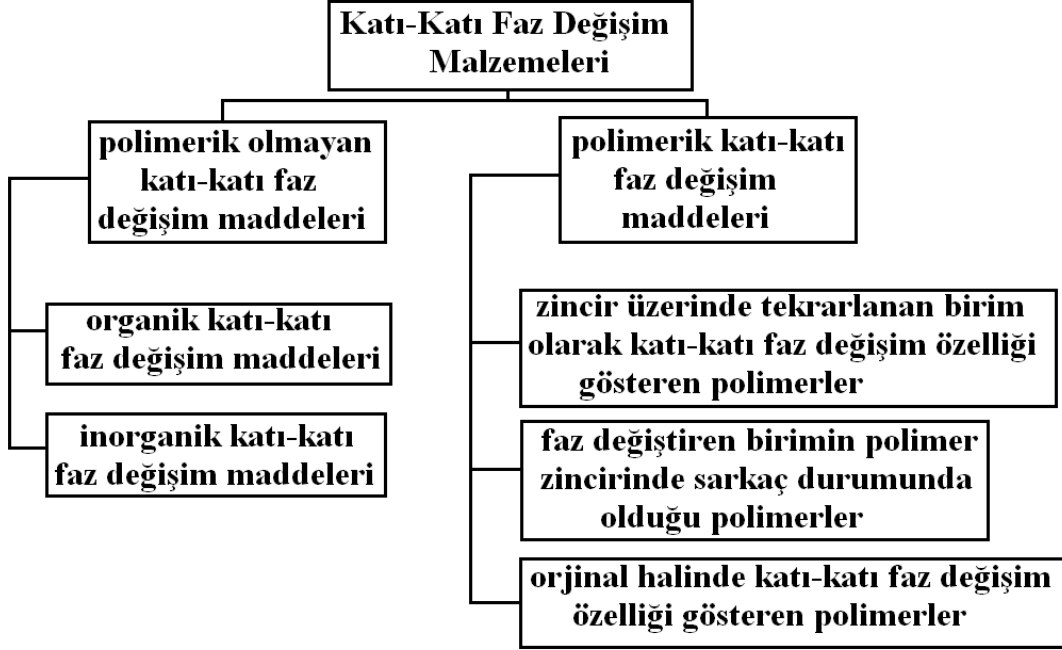 Katı-Katı Faz Değişim
Malzemeleri
polimerik olmayan
katı-katı faz
değişim maddeleri
organik katı-katı
faz değişim maddeleri
inorganik katı-katı
faz değişim maddeleri
polimerik katı-katı
faz değişim
maddeleri
zincir üzerinde tekrarlanan birim
olarak katı-katı faz değişim özelliği
gösteren polimerler
faz değiştiren birimin polimer
zincirinde sarkaç durumunda
olduğu polimerler
orjinal halinde katı-katı faz değişim
özelliği gösteren polimerler